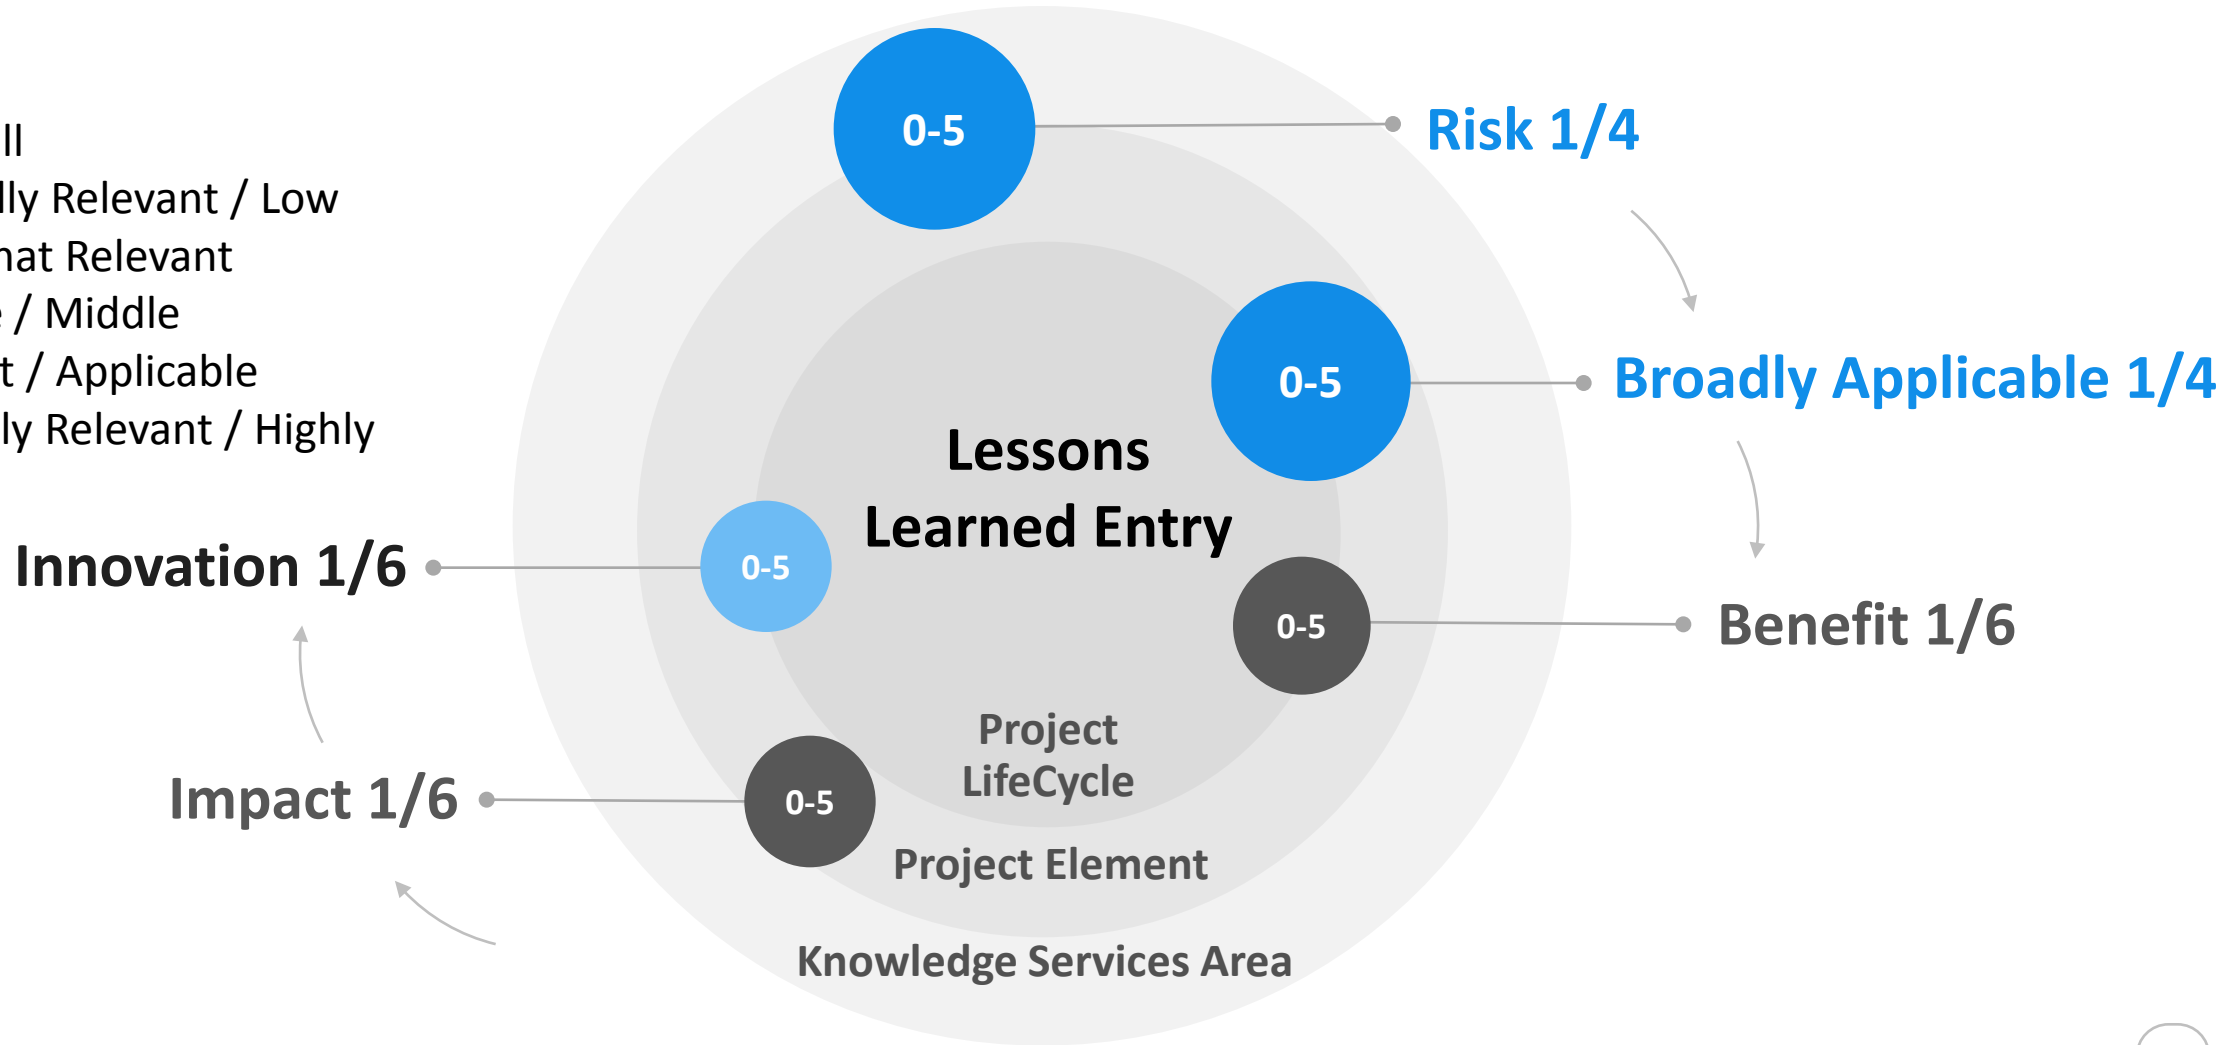 ll
lly Relevant / Low
hat Relevant
e / Middle
t / Applicable
ly Relevant / Highly
0-5
Risk 1/4
0-5
Broadly Applicable 1/4
Lessons
Learned Entry
Innovation 1/6
0-5
0-5
Benefit 1/6
Project
LifeCycle
Impact 1/6
0-5
Project Element
Knowledge Services Area